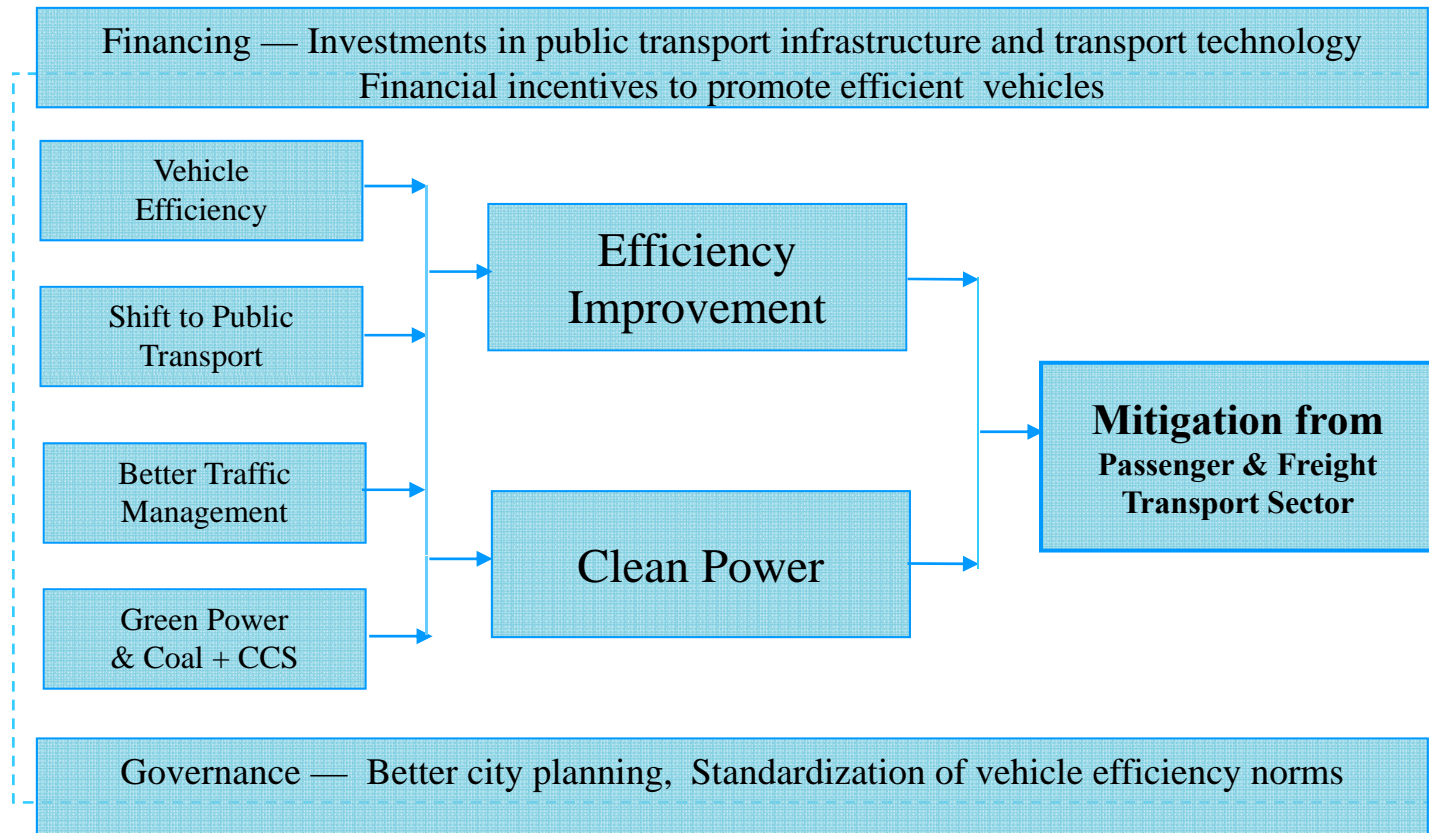 Financing — Investments in public transport infrastructure and transport technology
Financial incentives to promote efficient vehicles
Vehicle
Efficiency
Shift to Public
Transport
Better Traffic
Management
Green Power
& Coal + CCS
Efficiency
Improvement
Clean Power
Mitigation from
Passenger & Freight
Transport Sector
Governance — Better city planning, Standardization of vehicle efficiency norms